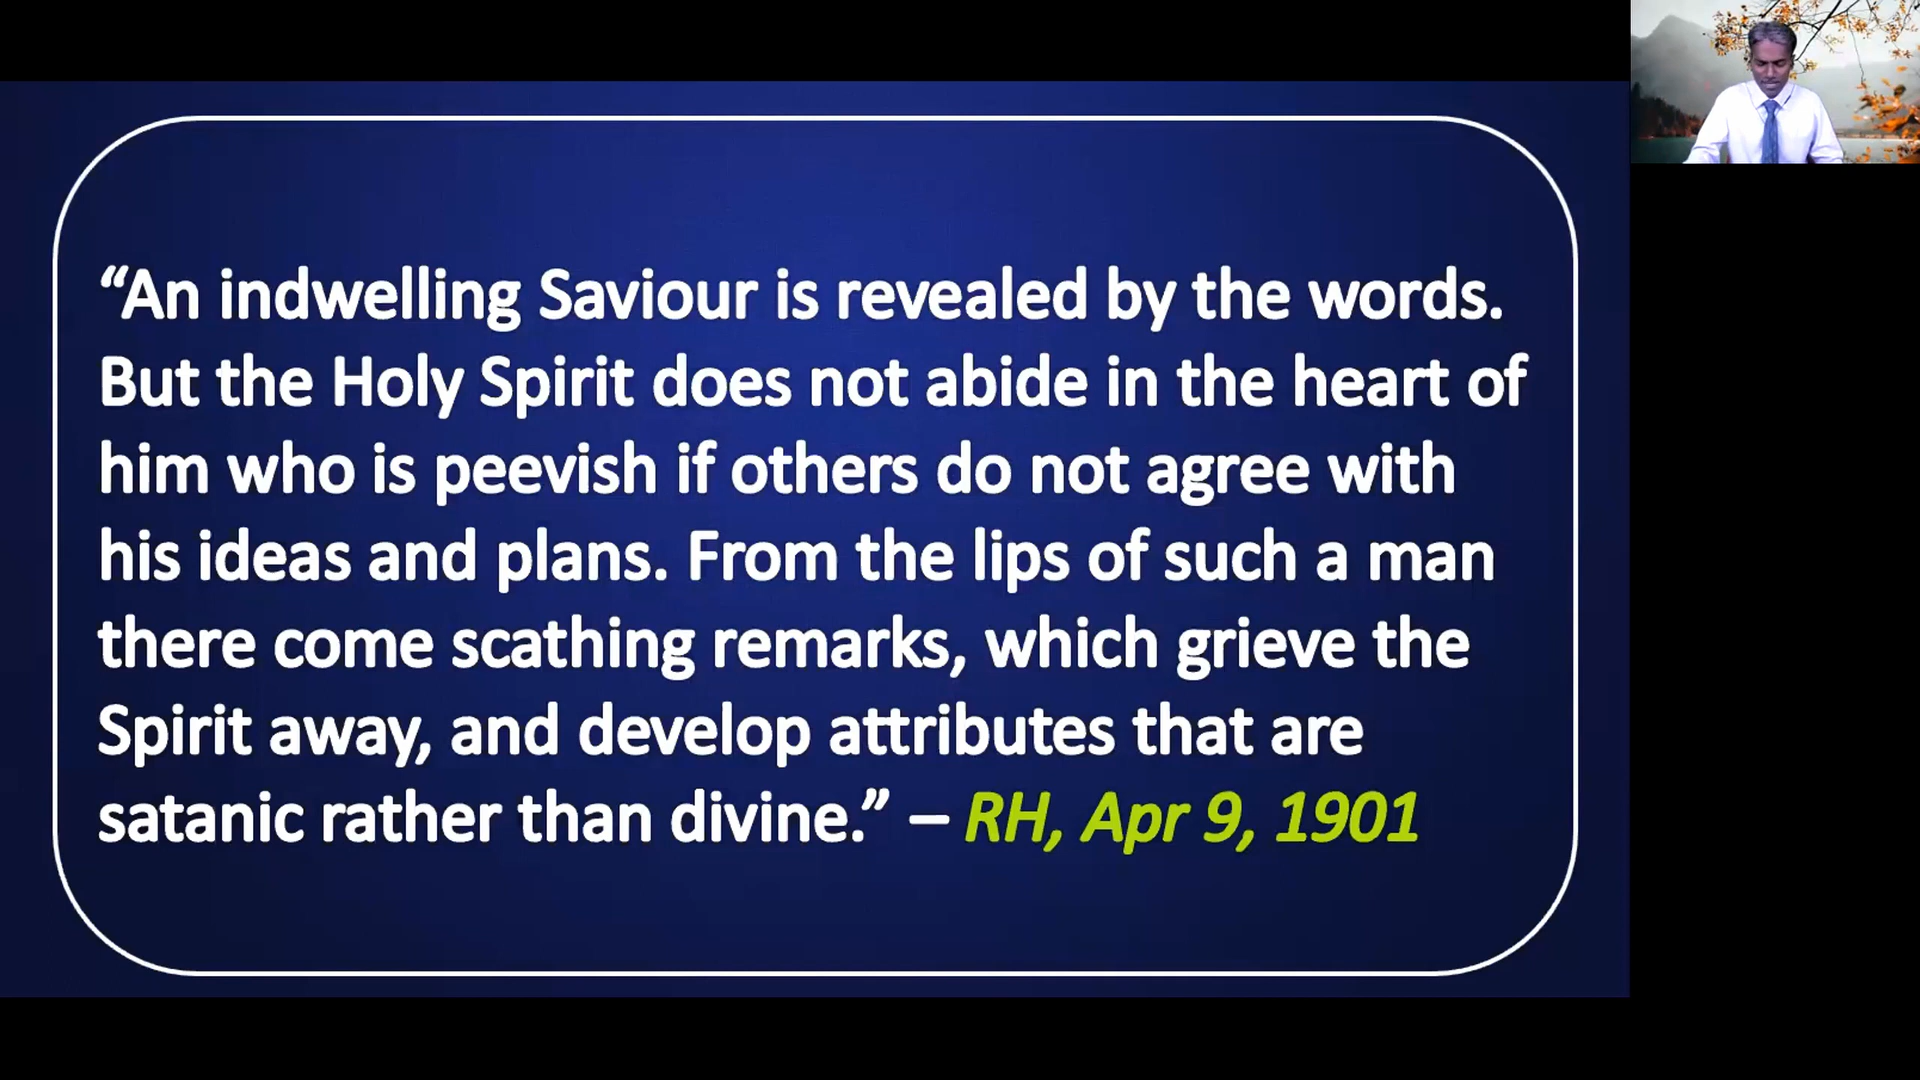 “An indwelling Saviour is revealed by the words.
But the Holy Spirit does not abide in the heart of
him who is peevish if others do not agree with
his ideas and plans. From the lips of such a man
there come scathing remarks, which grieve the
Spirit away, and develop attributes that are
satanic rather than divine.” – RH, Apr 9, 1901